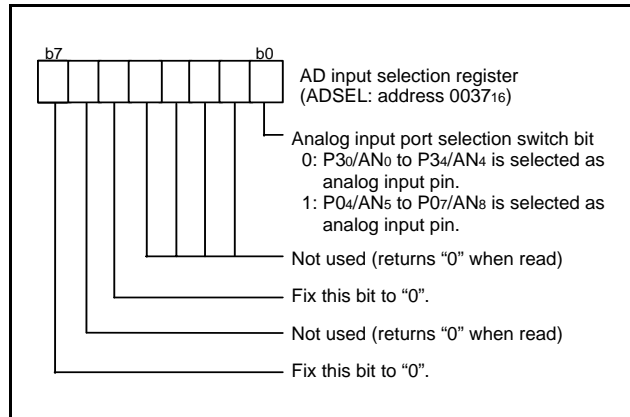 b7 b0
AD input selection register
(ADSEL: address 003716)
Analog input port selection switch bit
0: P30/AN0 to P34/AN4 is selected as
analog input pin.
1: P04/AN5 to P07/AN8 is selected as
analog input pin.
Not used (returns “0” when read)
Fix this bit to “0”.
Not used (returns “0” when read)
Fix this bit to “0”.